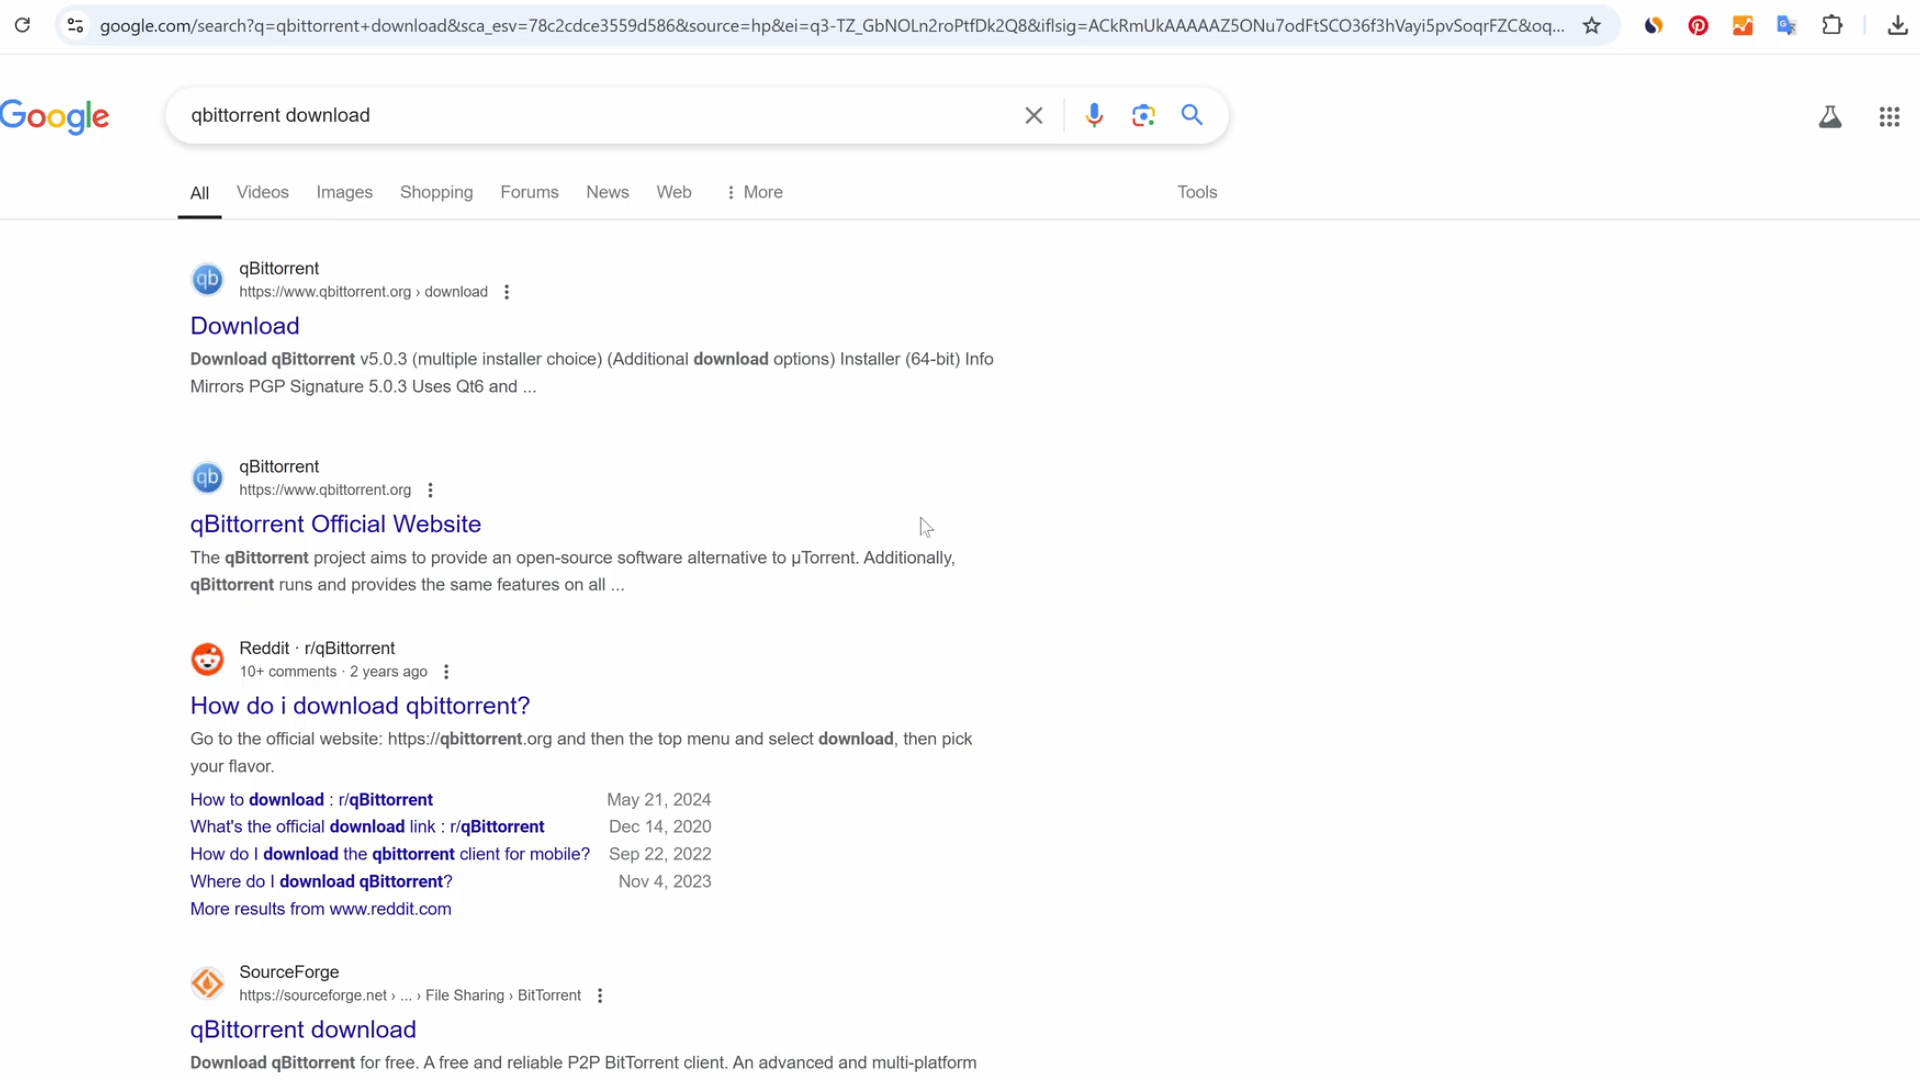 google.com/search?q=qbittorrent+download&sca_esv=78c2cdce3559d586&source=hp&ei=q3-TZ_GbNOLn2roPtfDk2Q8&iflsig=ACkRmUkAAAAAZ5ONu7odFtSCO36f3hVayi5pvSoqrFZC&oq...
Google
qbittorrent download
All Videos Images Shopping Forums News Web More Tools
qb qBittorrent
https://www.qbittorrent.org › download
Download
Download qBittorrent v5.0.3 (multiple installer choice) (Additional download options) Installer (64-bit) Info
Mirrors PGP Signature 5.0.3 Uses Qt6 and ...
qb qBittorrent
https://www.qbittorrent.org
qBittorrent Official Website
The qBittorrent project aims to provide an open-source software alternative to µTorrent. Additionally,
qBittorrent runs and provides the same features on all ...
Reddit · r/qBittorrent
10+ comments · 2 years ago
How do i download qbittorrent?
Go to the official website: https://qbittorrent.org and then the top menu and select download, then pick
your flavor.
How to download : r/qBittorrent May 21, 2024
What's the official download link : r/qBittorrent Dec 14, 2020
How do I download the qbittorrent client for mobile? Sep 22, 2022
Where do I download qBittorrent? Nov 4, 2023
More results from www.reddit.com
SourceForge
https://sourceforge.net › ... › File Sharing › BitTorrent
qBittorrent download
Download qBittorrent for free. A free and reliable P2P BitTorrent client. An advanced and multi-platform